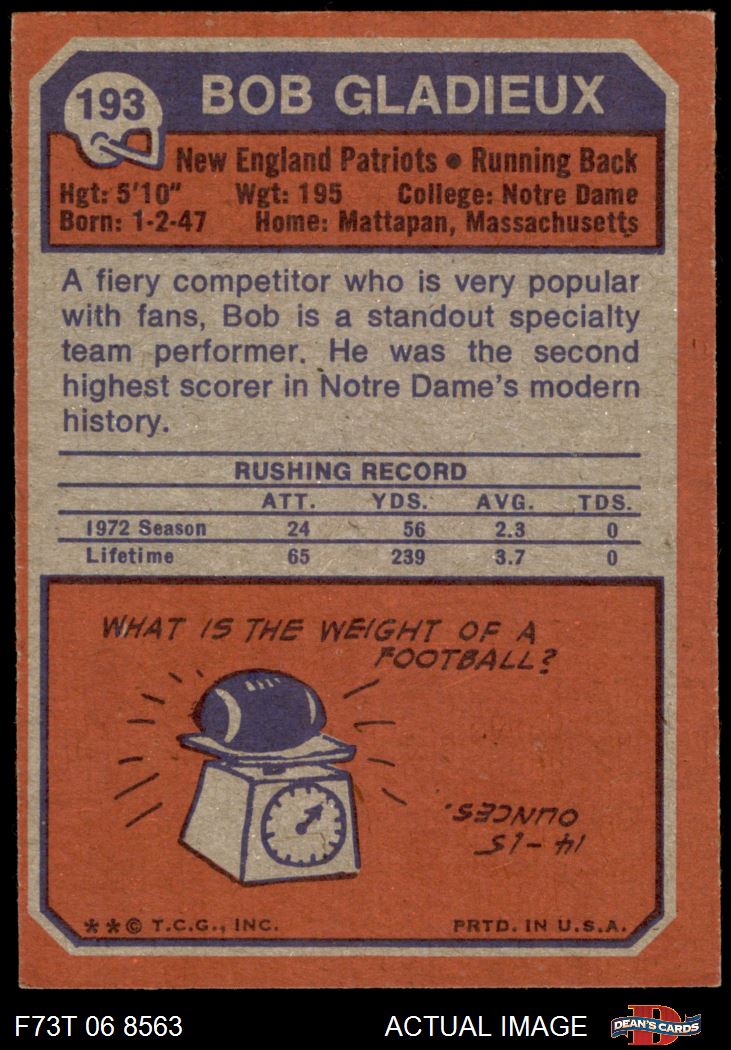 193
BOB GLADIEUX
New England Patriots • Running Back
Hgt: 5'10" Wgt: 195 College: Notre Dame
Born: 1-2-47 Home: Mattapan, Massachusetts
A fiery competitor who is very popular
with fans, Bob is a standout specialty
team performer. He was the second
highest scorer in Notre Dame's modern
history.
RUSHING RECORD
ATT. YDS. AVG. TDS.
1972 Season 24 56 2.3 0
Lifetime 65 239 3.7 0
WHAT IS THE WEIGHT OF A
FOOTBALL?
14-15
OUNCES.
**© T.C.G., INC. PRTD. IN U.S.A.
F73T 06 8563 ACTUAL IMAGE
D
DEAN'S CARDS